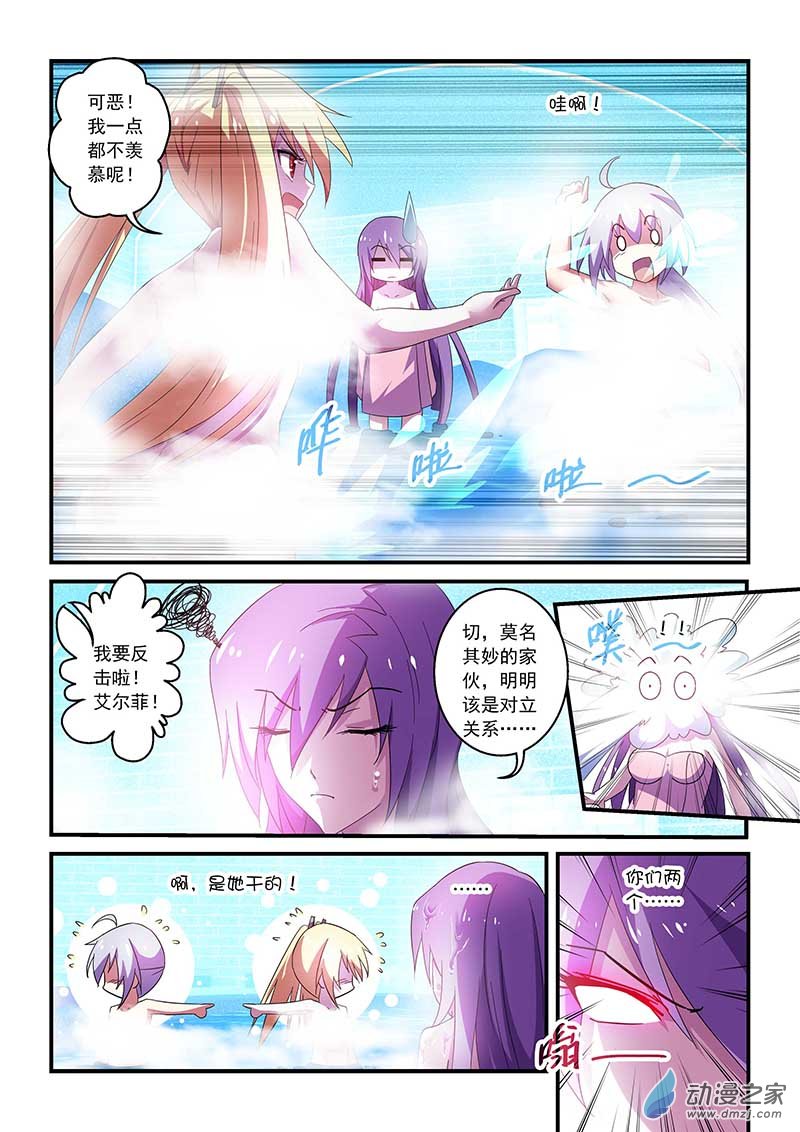 可恶！
我一点
都不羡
慕呢！
哇啊！
哗
啦
啦
我要反
击啦！
艾尔菲！
切，莫名
其妙的家
伙，明明
该是对立
关系……
噗
！！
啊，是她干的！
……
你们两
个……
嗡
动漫之家
www.dmzj.com